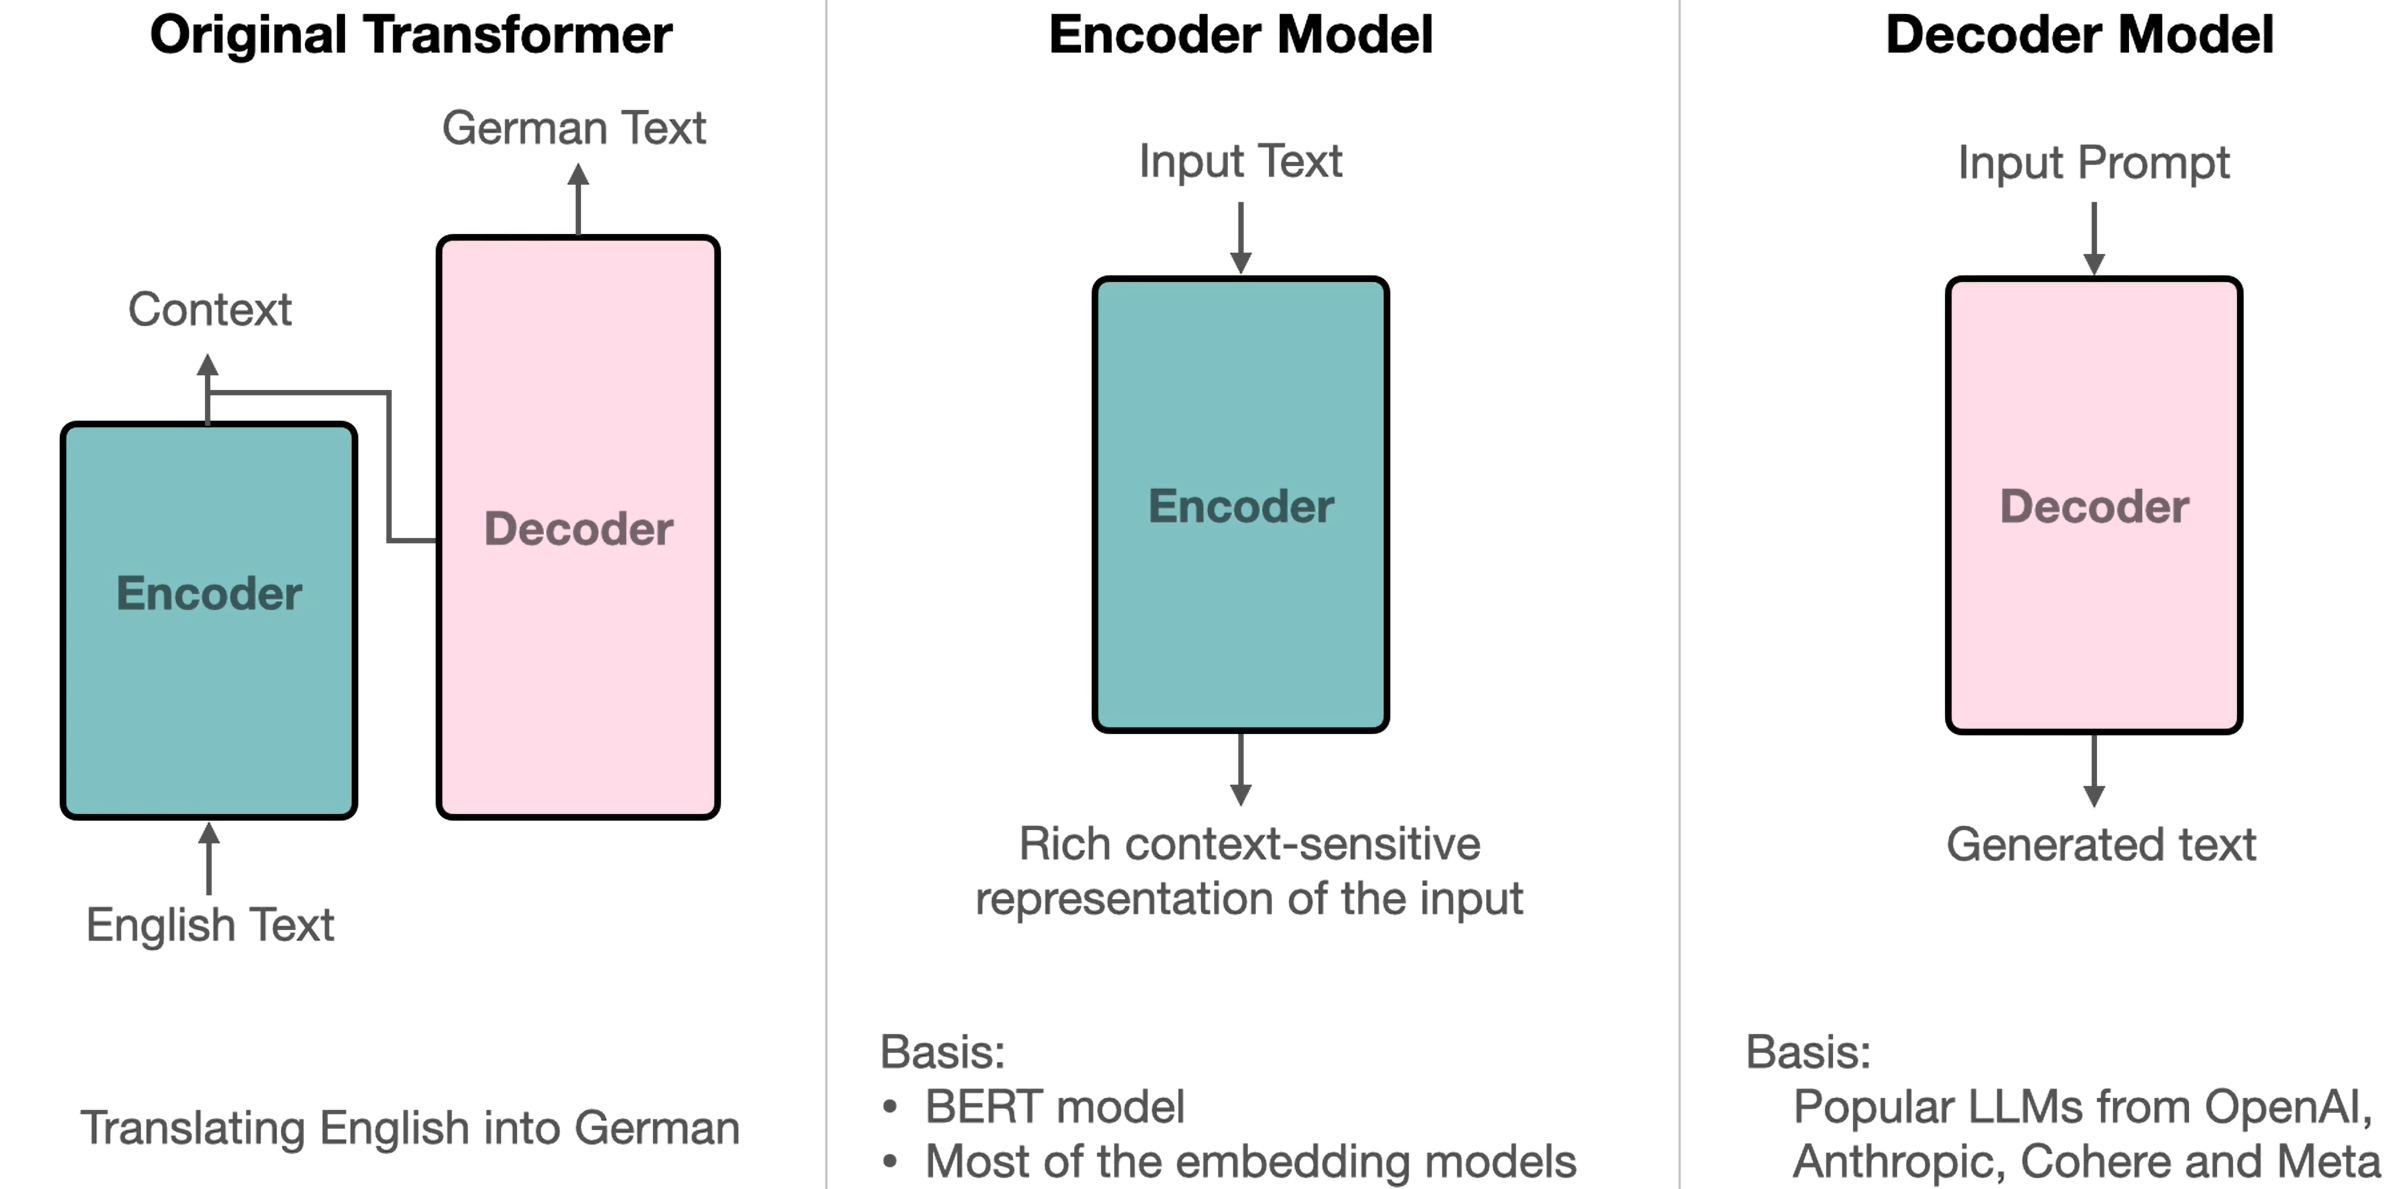 Original Transformer
German Text
Context
Decoder
Encoder
English Text
Translating English into German
Encoder Model
Input Text
Encoder
Rich context-sensitive
representation of the input
Basis:
• BERT model
• Most of the embedding models
Decoder Model
Input Prompt
Decoder
Generated text
Basis:
Popular LLMs from OpenAI,
Anthropic, Cohere and Meta